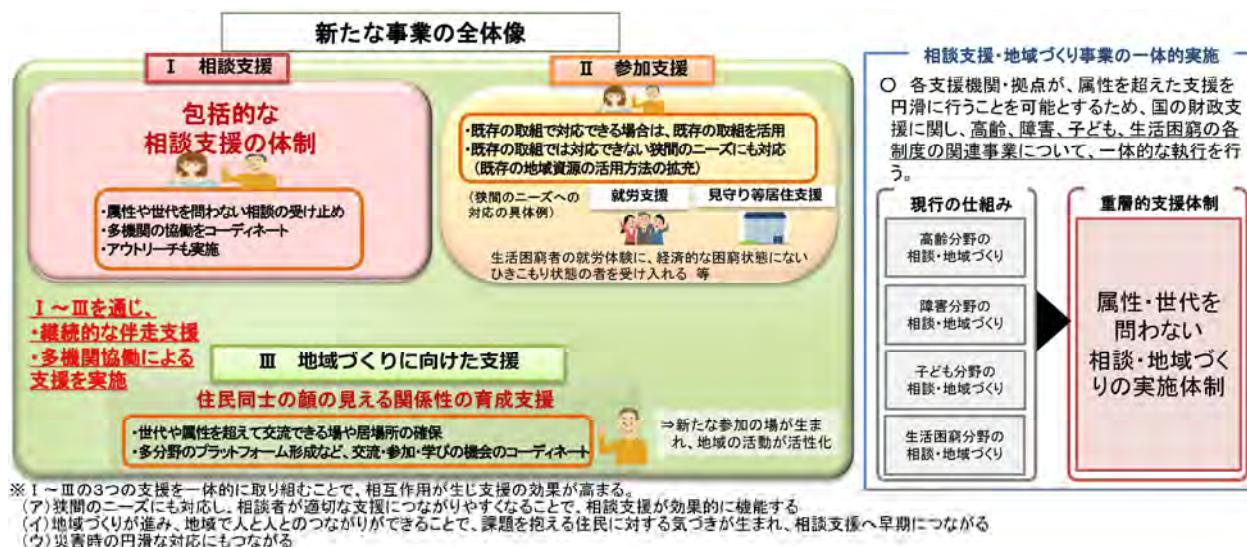 新たな事業の全体像
Ⅰ 相談支援
包括的な
相談支援の体制
・属性や世代を問わない相談の受け止め
・多機関の協働をコーディネート
・アウトリーチも実施
Ⅱ 参加支援
・既存の取組で対応できる場合は、既存の取組を活用
・既存の取組では対応できない狭間のニーズにも対応
(既存の地域資源の活用方法の拡充)
(狭間のニーズへの
対応の具体例)
就労支援
見守り等居住支援
生活困窮者の就労体験に、経済的な困窮状態にない
ひきこもり状態の者を受け入れる 等
Ⅰ~Ⅲを通じ、
・継続的な伴走支援
・多機関協働による
支援を実施
Ⅲ 地域づくりに向けた支援
住民同士の顔の見える関係性の育成支援
・世代や属性を超えて交流できる場や居場所の確保
・多分野のプラットフォーム形成など、交流・参加・学びの機会のコーディネート
⇒新たな参加の場が生ま
れ、地域の活動が活性化
相談支援・地域づくり事業の一体的実施
○ 各支援機関・拠点が、属性を超えた支援を
円滑に行うことを可能とするため、国の財政支
援に関し、高齢、障害、子ども、生活困窮の各
制度の関連事業について、一体的な執行を行
う。
現行の仕組み
高齢分野の
相談・地域づくり
障害分野の
相談・地域づくり
子ども分野の
相談・地域づくり
生活困窮分野の
相談・地域づくり
重層的支援体制
属性・世代を
問わない
相談・地域づく
りの実施体制
※Ⅰ~Ⅲの3つの支援を一体的に取り組むことで、相互作用が生じ支援の効果が高まる。
(ア)狭間のニーズにも対応し、相談者が適切な支援につながりやすくなることで、相談支援が効果的に機能する
(イ)地域づくりが進み、地域で人と人とのつながりができることで、課題を抱える住民に対する気づきが生まれ、相談支援へ早期につながる
(ウ)災害時の円滑な対応にもつながる